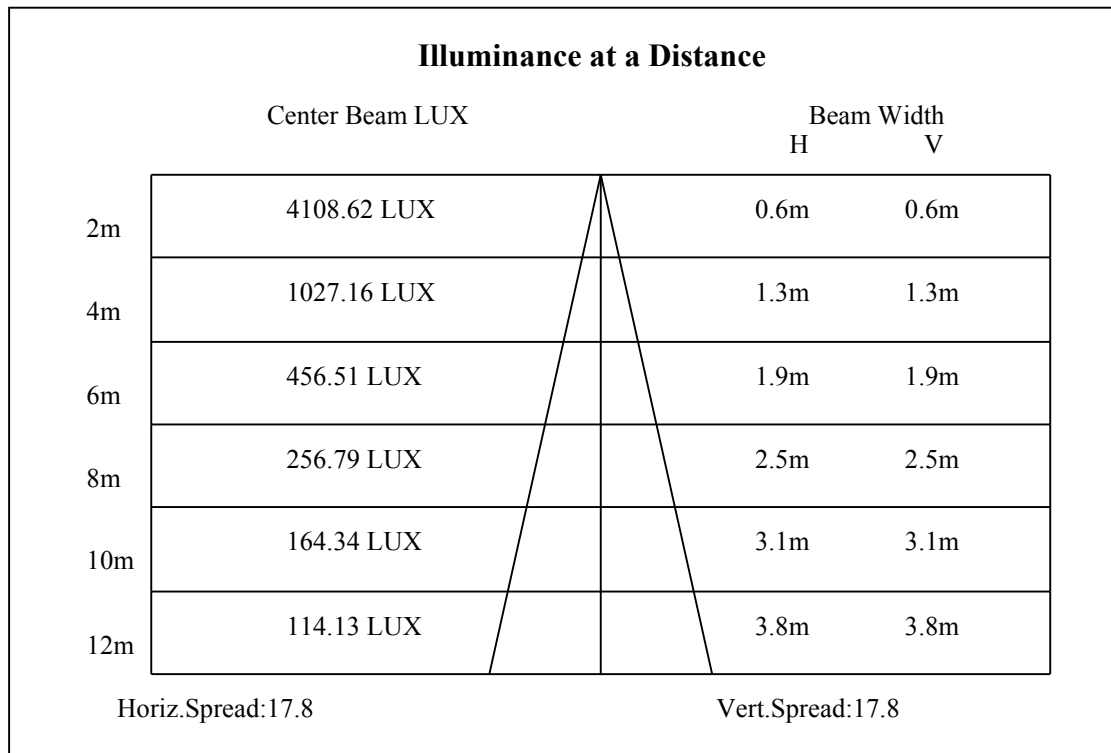 Illuminance at a Distance
Center Beam LUX Beam Width
H V
2m 4108.62 LUX 0.6m 0.6m
4m 1027.16 LUX 1.3m 1.3m
6m 456.51 LUX 1.9m 1.9m
8m 256.79 LUX 2.5m 2.5m
10m 164.34 LUX 3.1m 3.1m
12m 114.13 LUX 3.8m 3.8m
Horiz.Spread:17.8 Vert.Spread:17.8